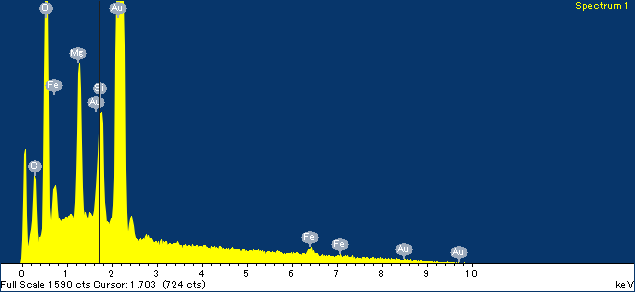 Spectrum 1
O Au
Mg
Fe Si
Au
O
Fe Fe Au Au
0 1 2 3 4 5 6 7 8 9 10
Full Scale 1590 cts Cursor: 1.703 (724 cts) keV